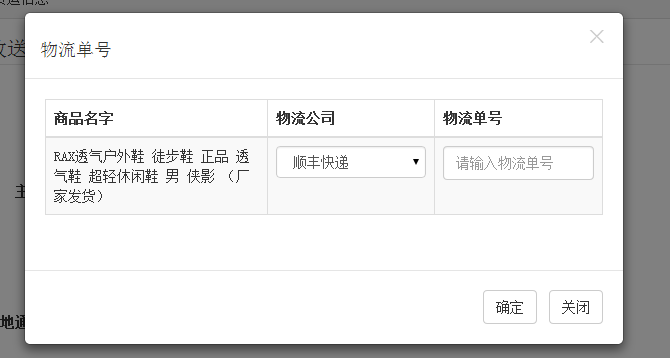 物流单号
×
商品名字 物流公司 物流单号
RAX透气户外鞋 徒步鞋 正品 透
气鞋 超轻休闲鞋 男 侠影 （厂
家发货）
顺丰快递
请输入物流单号
确定 关闭